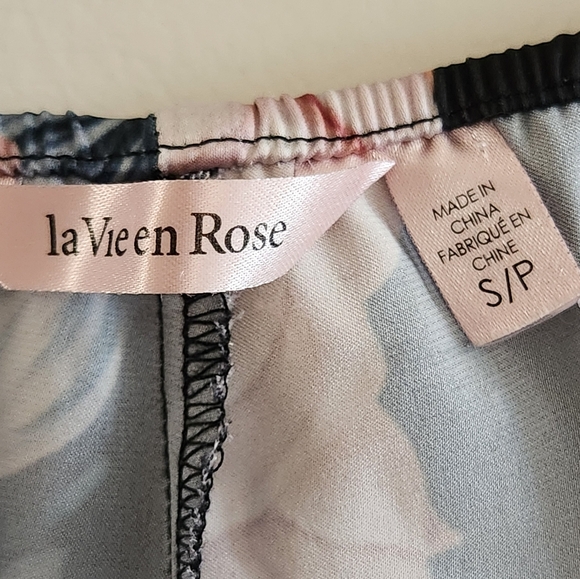 la Vie en Rose
MADE IN
CHINA
FABRIQUÉ EN
CHINE
S/P